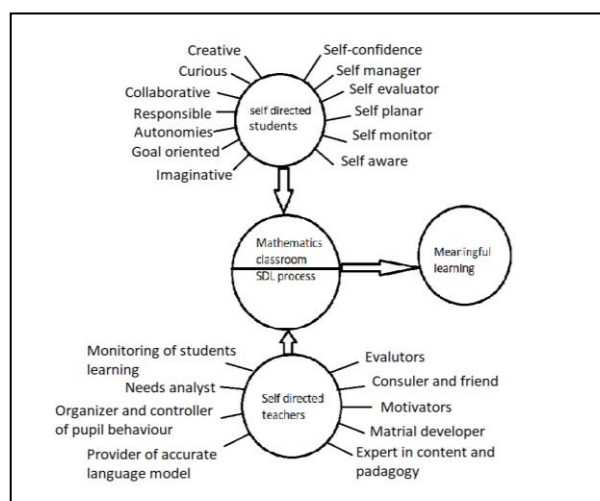 Creative
Curious
Collaborative
Responsible
Autonomies
Goal oriented
Imaginative
Self-confidence
Self manager
Self evaluator
Self planar
Self monitor
Self aware
self directed
students
Mathematics
classroom
SDL process
Meaningful
learning
Monitoring of students
learning
Needs analyst
Organizer and controller
of pupil behaviour
Provider of accurate
language model
Self directed
teachers
Evalutors
Consuler and friend
Motivators
Matrial developer
Expert in content and
padagogy